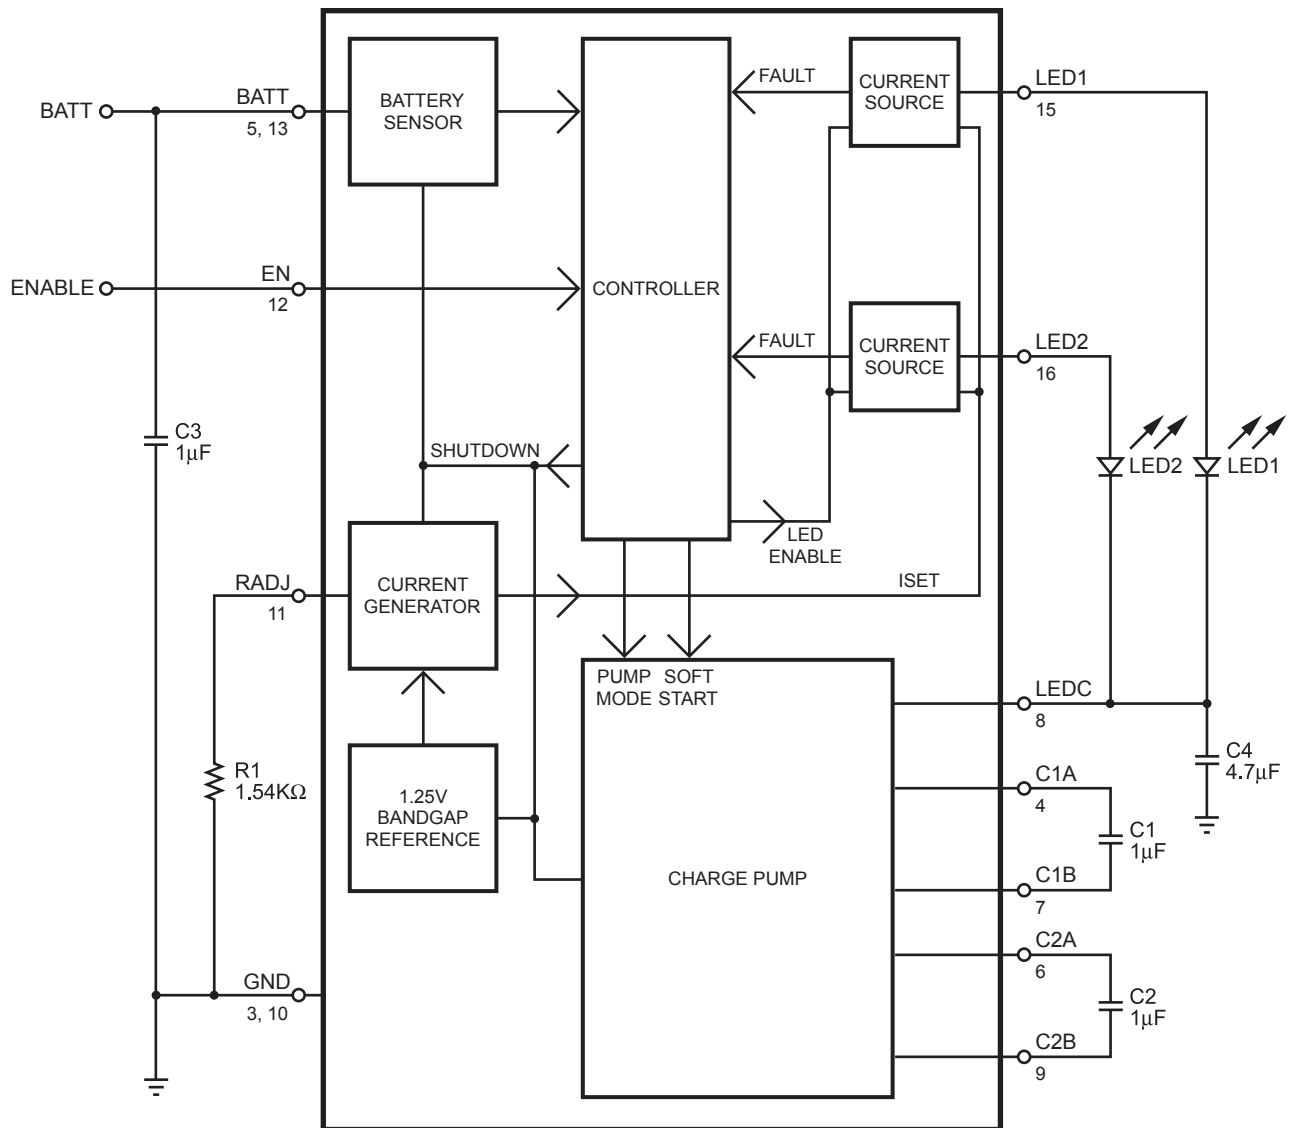 BATT
BATT
5, 13
BATTERY
SENSOR
FAULT
CURRENT
SOURCE
LED1
15
ENABLE
EN
12
CONTROLLER
FAULT
CURRENT
SOURCE
LED2
16
C3
1µF
SHUTDOWN
LED2
LED1
LED
ENABLE
RADJ
11
CURRENT
GENERATOR
ISET
PUMP
MODE
SOFT
START
LEDC
8
R1
1.54KΩ
1.25V
BANDGAP
REFERENCE
C4
4.7µF
C1A
4
C1
1µF
CHARGE PUMP
C1B
7
C2A
6
GND
3, 10
C2
1µF
C2B
9